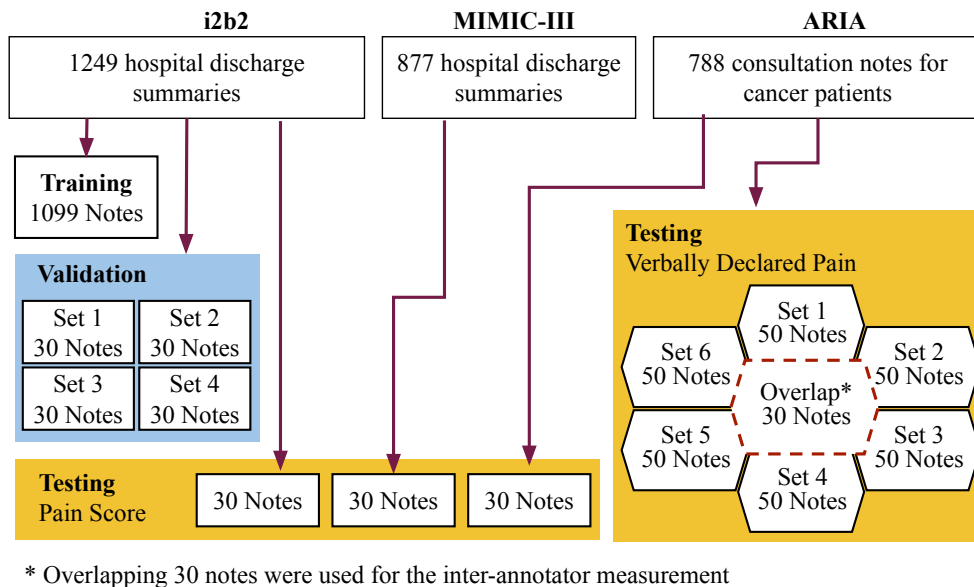 i2b2
1249 hospital discharge
summaries
MIMIC-III
877 hospital discharge
summaries
ARIA
788 consultation notes for
cancer patients
Training
1099 Notes
Validation
Set 1
30 Notes
Set 2
30 Notes
Set 3
30 Notes
Set 4
30 Notes
Testing
Pain Score
30 Notes
30 Notes
30 Notes
Testing
Verbally Declared Pain
Set 1
50 Notes
Set 6
50 Notes
Set 2
50 Notes
Overlap*
30 Notes
Set 5
50 Notes
Set 3
50 Notes
Set 4
50 Notes
* Overlapping 30 notes were used for the inter-annotator measurement